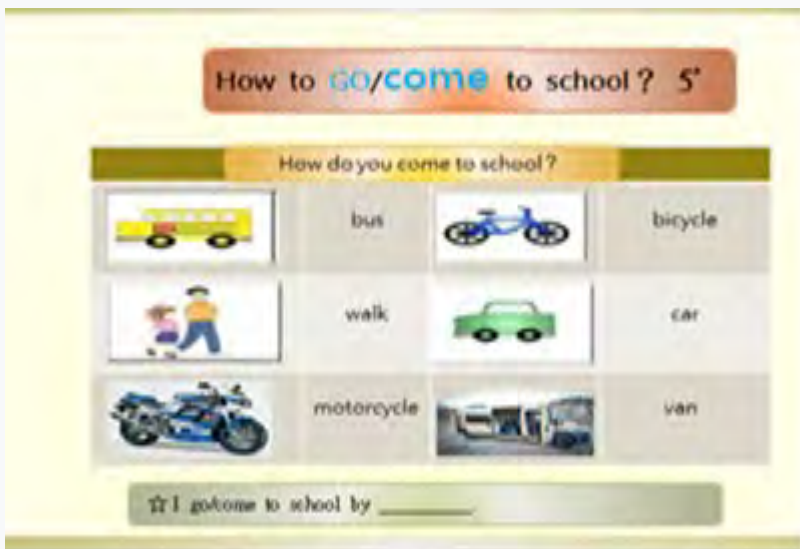 How to GO/come to school? 5'
How do you come to school?
bus bicycle
walk car
motorcycle van
☆I go/come to school by ________